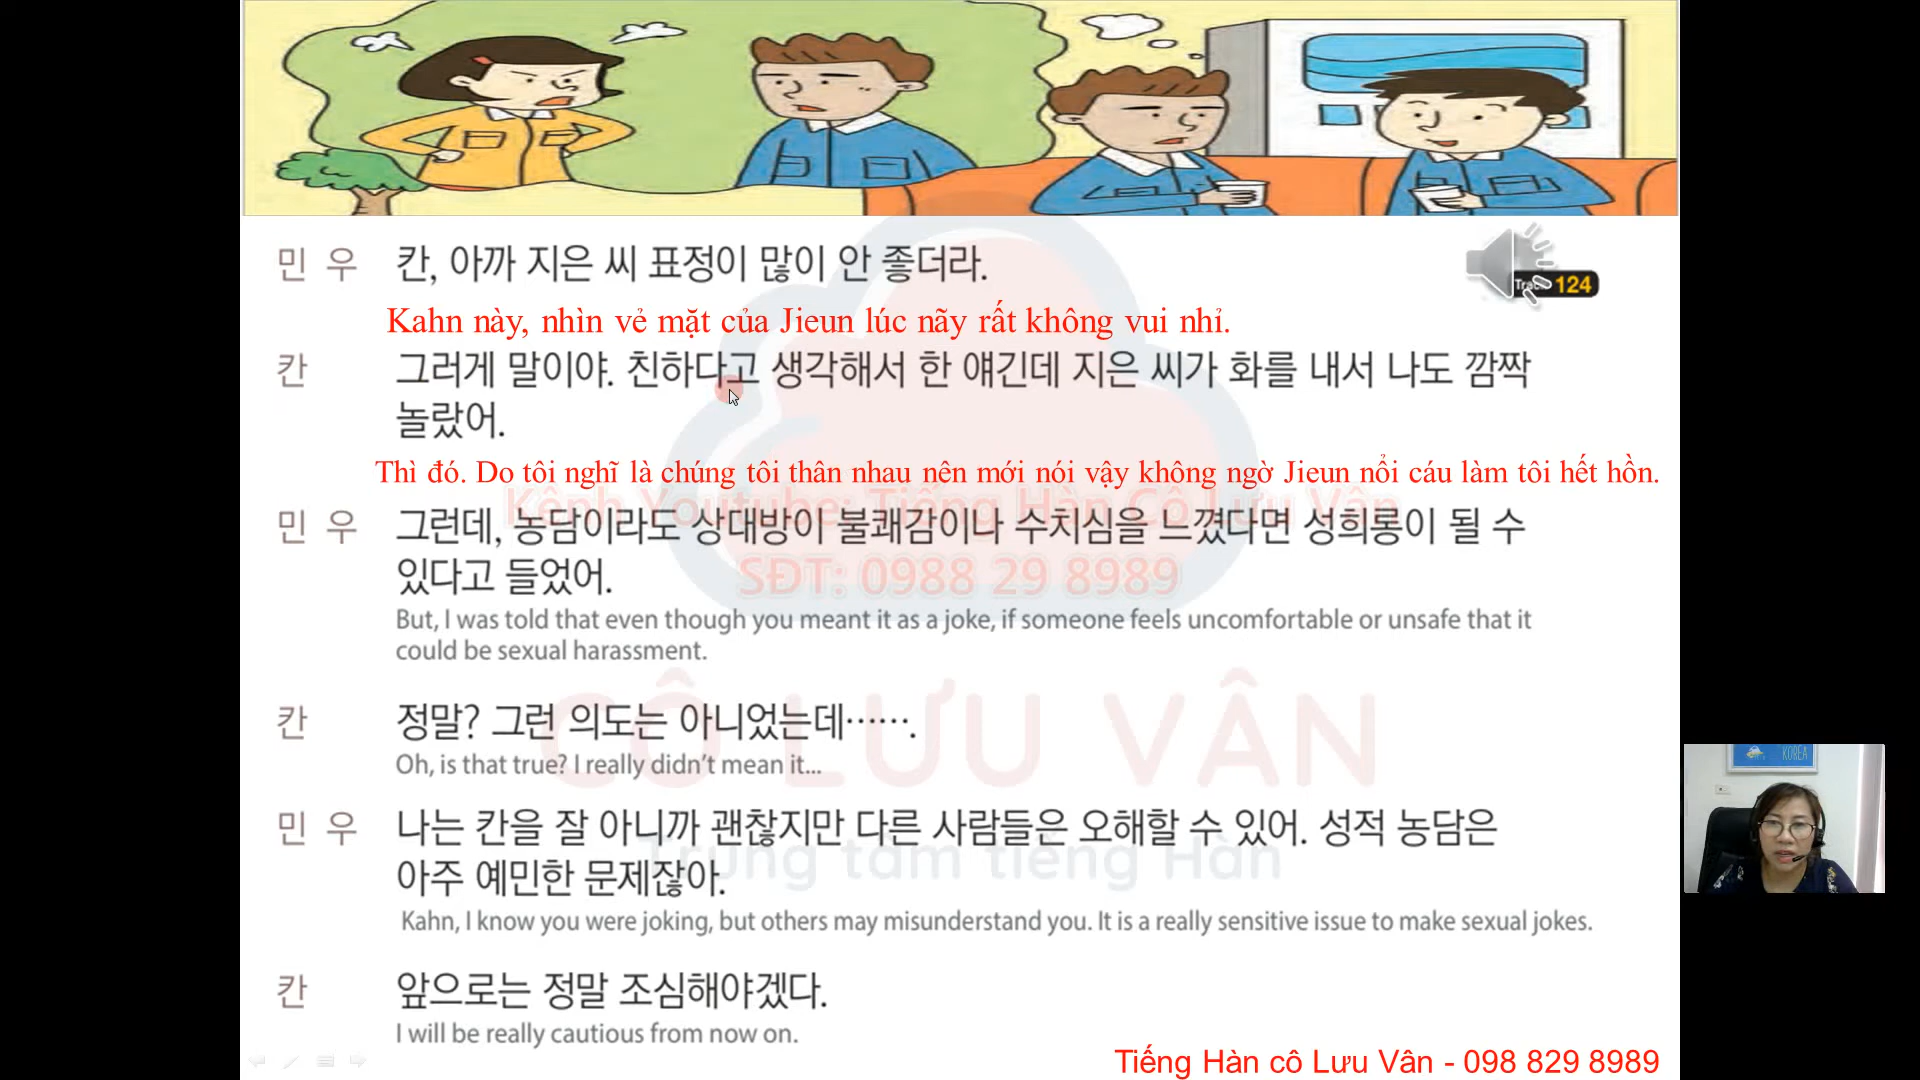 민 우 칸, 아까 지은 씨 표정이 많이 안 좋더라.
124
Kahn này, nhìn vẻ mặt của Jieun lúc nãy rất không vui nhỉ.
칸 그러게 말이야. 친하다고 생각해서 한 얘긴데 지은 씨가 화를 내서 나도 깜짝
놀랐어.
Thì đó. Do tôi nghĩ là chúng tôi thân nhau nên mới nói vậy không ngờ Jieun nổi cáu làm tôi hết hồn.
Kênh Youtube: Tiếng Hàn Cô Lưu Vân
민 우 그런데, 농담이라도 상대방이 불쾌감이나 수치심을 느꼈다면 성희롱이 될 수
있다고 들었어.
SĐT: 0988 29 8989
But, I was told that even though you meant it as a joke, if someone feels uncomfortable or unsafe that it
could be sexual harassment.
칸 정말? 그런 의도는 아니었는데…….
CÔ LƯU VÂN
Oh, is that true? I really didn't mean it...
민 우 나는 칸을 잘 아니까 괜찮지만 다른 사람들은 오해할 수 있어. 성적 농담은
Trung tâm tiếng Hàn
아주 예민한 문제잖아.
Kahn, I know you were joking, but others may misunderstand you. It is a really sensitive issue to make sexual jokes.
칸 앞으로는 정말 조심해야겠다.
I will be really cautious from now on.
Tiếng Hàn cô Lưu Vân - 098 829 8989
KOREA